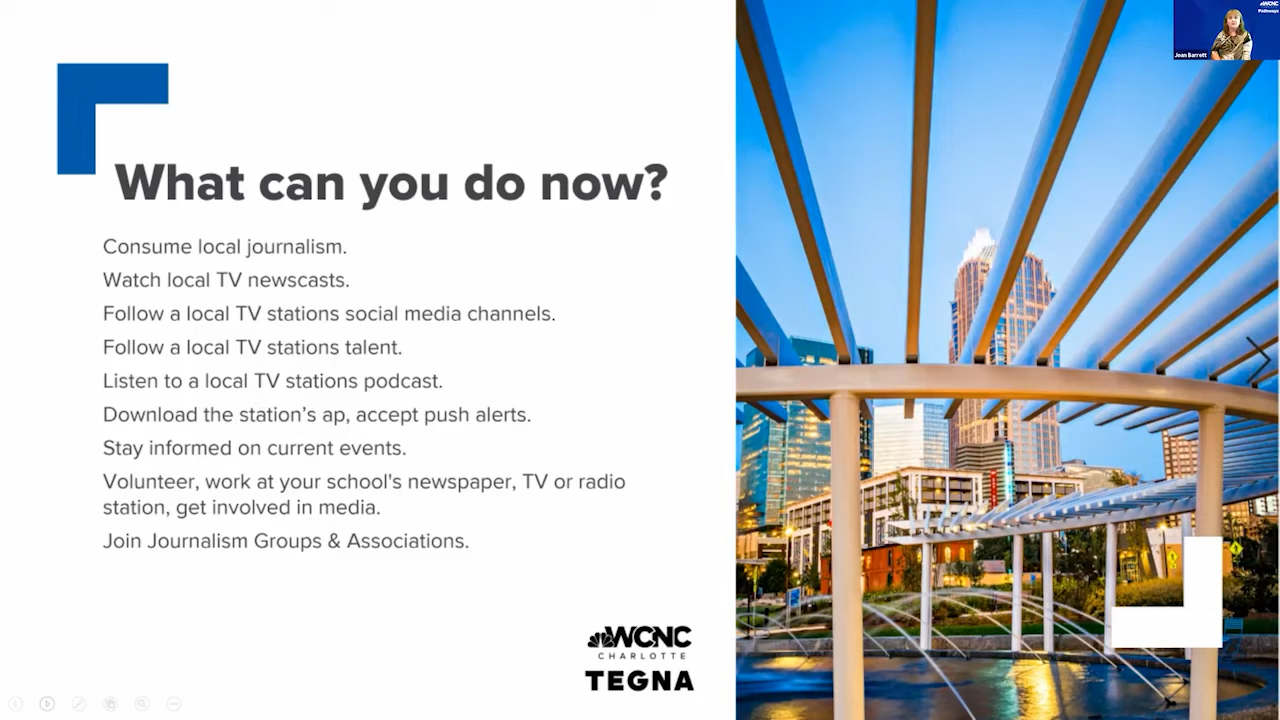 WCNC
Pathways
Joan Barrett
What can you do now?
Consume local journalism.
Watch local TV newscasts.
Follow a local TV stations social media channels.
Follow a local TV stations talent.
Listen to a local TV stations podcast.
Download the station’s ap, accept push alerts.
Stay informed on current events.
Volunteer, work at your school's newspaper, TV or radio
station, get involved in media.
Join Journalism Groups & Associations.
WCNC
CHARLOTTE
TEGNA